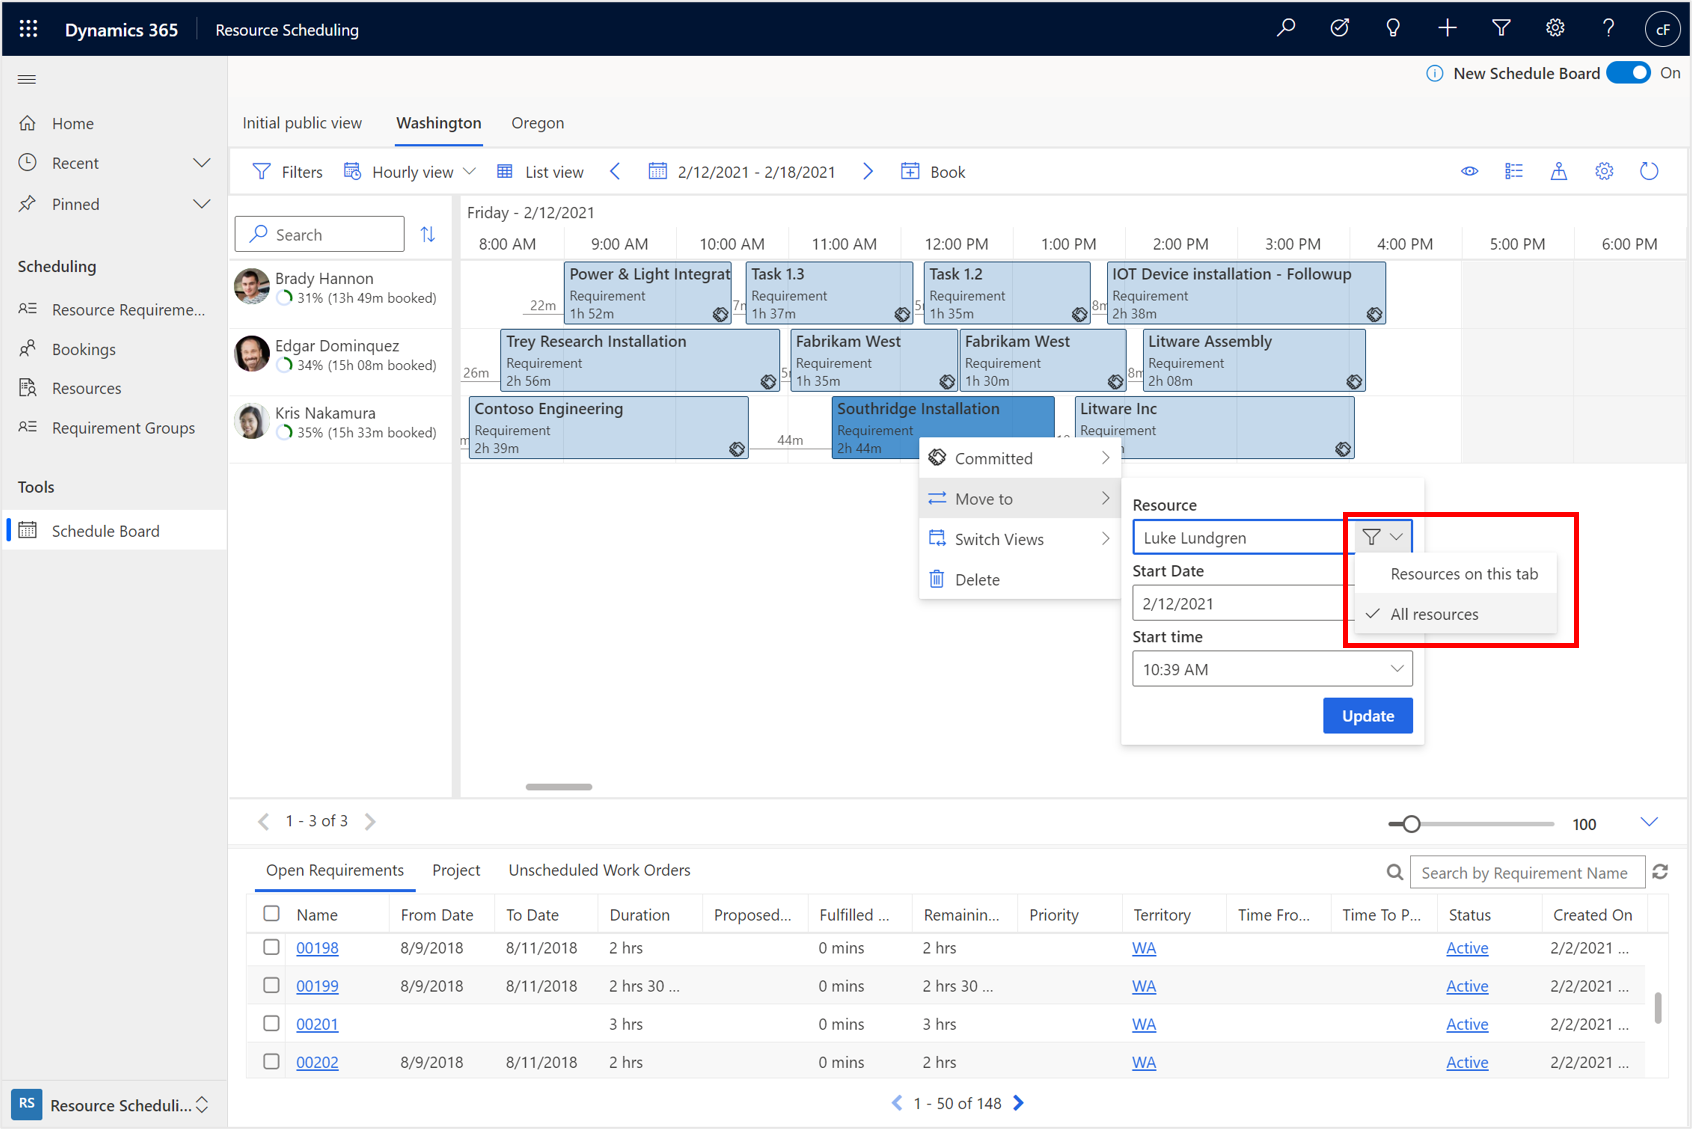 Dynamics 365
Resource Scheduling
cF
New Schedule Board
On
Home
Recent
Pinned
Scheduling
Resource Requireme...
Bookings
Resources
Requirement Groups
Tools
Schedule Board
RS
Resource Scheduli...
Initial public view
Washington
Oregon
Filters
Hourly view
List view
2/12/2021 - 2/18/2021
Book
Search
Friday - 2/12/2021
8:00 AM
9:00 AM
10:00 AM
11:00 AM
12:00 PM
1:00 PM
2:00 PM
3:00 PM
4:00 PM
5:00 PM
6:00 PM
Brady Hannon
31% (13h 49m booked)
22m
Power & Light Integrat
Requirement
1h 52m
Task 1.3
Requirement
1h 37m
Task 1.2
Requirement
1h 35m
8m
IOT Device installation - Followup
Requirement
2h 38m
Edgar Dominquez
34% (15h 08m booked)
26m
Trey Research Installation
Requirement
2h 56m
Fabrikam West
Requirement
1h 35m
Fabrikam West
Requirement
1h 30m
8m
Litware Assembly
Requirement
2h 08m
Kris Nakamura
35% (15h 33m booked)
Contoso Engineering
Requirement
2h 39m
44m
Southridge Installation
Requirement
2h 44m
Litware Inc
Requirement
Committed
Move to
Switch Views
Delete
Resource
Luke Lundgren
Resources on this tab
All resources
Start Date
2/12/2021
Start time
10:39 AM
Update
1 - 3 of 3
100
Open Requirements
Project
Unscheduled Work Orders
Search by Requirement Name
Name From Date To Date Duration Proposed... Fulfilled ... Remainin... Priority Territory Time Fro... Time To P... Status Created On
00198 8/9/2018 8/11/2018 2 hrs 0 mins 2 hrs WA Active 2/2/2021 ...
00199 8/9/2018 8/11/2018 2 hrs 30 ... 0 mins 2 hrs 30 ... WA Active 2/2/2021 ...
00201 3 hrs 0 mins 3 hrs WA Active 2/2/2021 ...
00202 8/9/2018 8/11/2018 2 hrs 0 mins 2 hrs WA Active 2/2/2021 ...
1 - 50 of 148